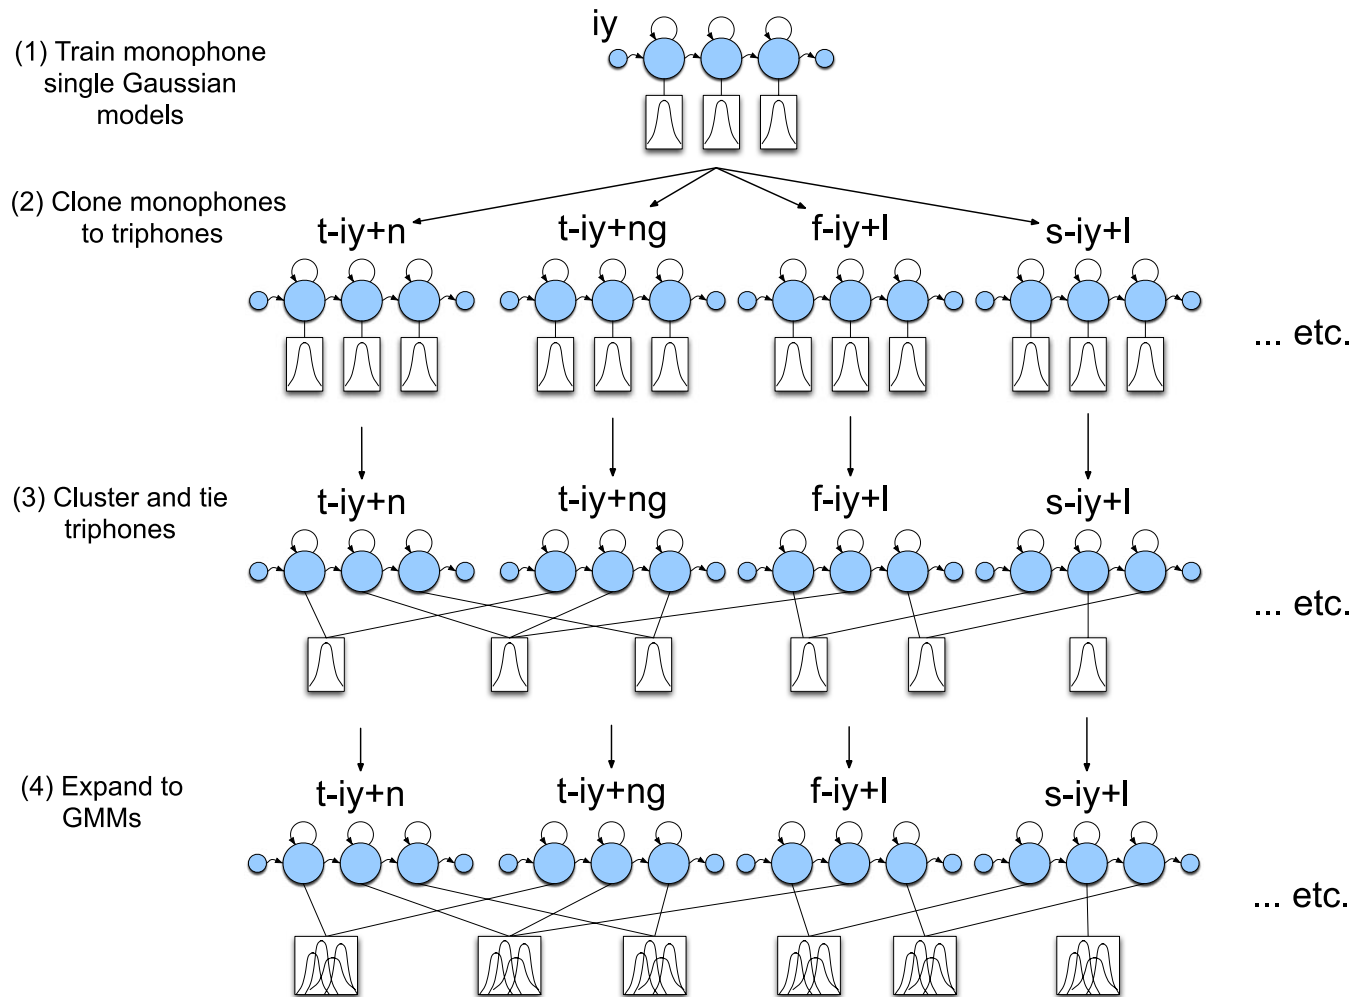 iy
(1) Train monophone
single Gaussian
models
(2) Clone monophones
to triphones
t-iy+n
t-iy+ng
f-iy+l
s-iy+l
... etc.
(3) Cluster and tie
triphones
t-iy+n
t-iy+ng
f-iy+l
s-iy+l
... etc.
(4) Expand to
GMMs
t-iy+n
t-iy+ng
f-iy+l
s-iy+l
... etc.